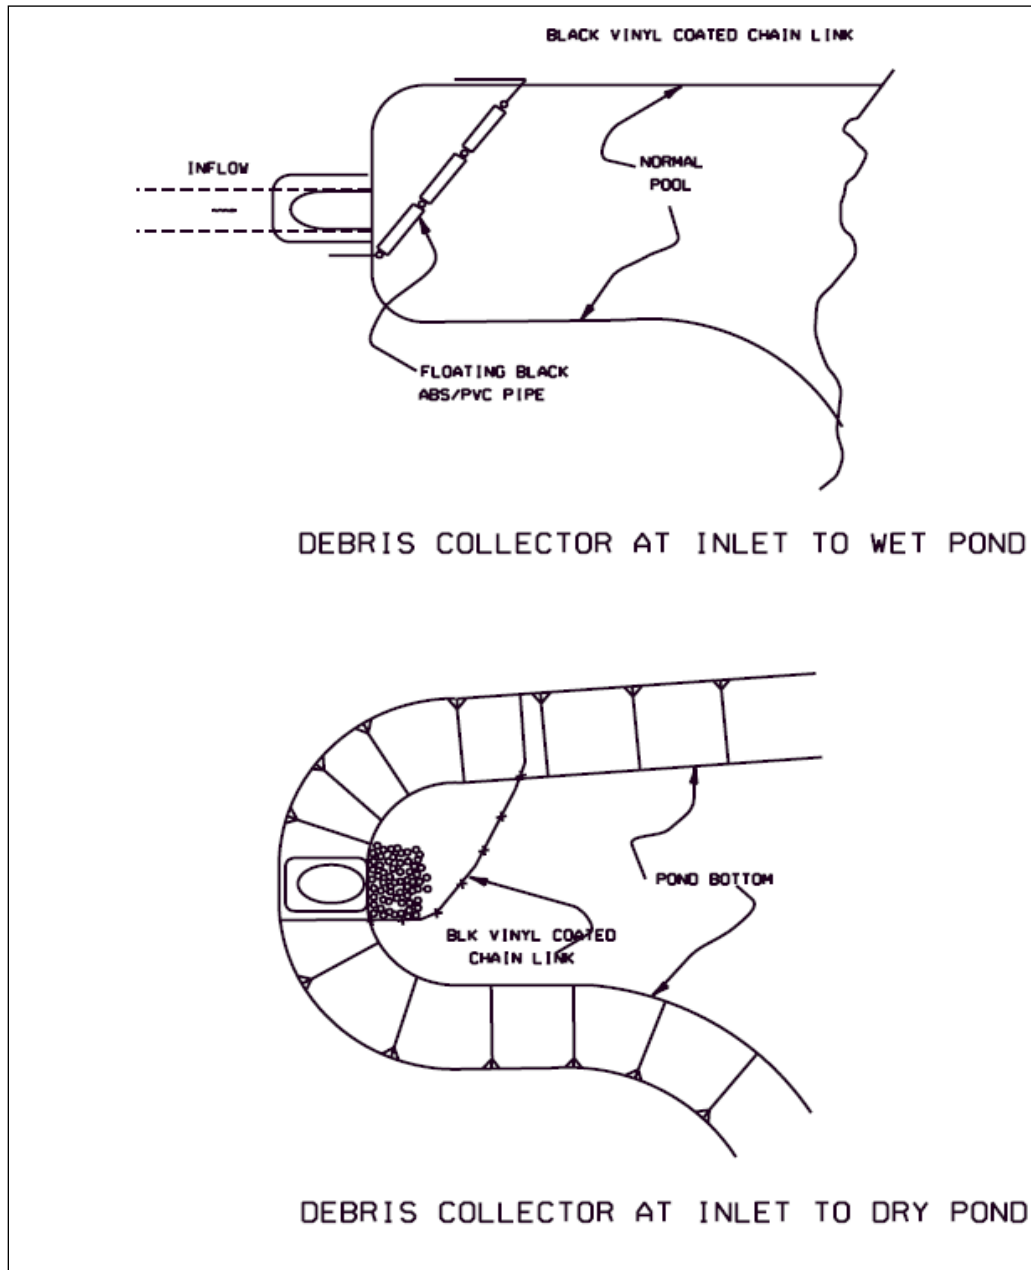 BLACK VINYL COATED CHAIN LINK
INFLOW
NORMAL
POOL
FLOATING BLACK
ABS/PVC PIPE
DEBRIS COLLECTOR AT INLET TO WET POND
POND BOTTOM
BLK VINYL COATED
CHAIN LINK
DEBRIS COLLECTOR AT INLET TO DRY POND